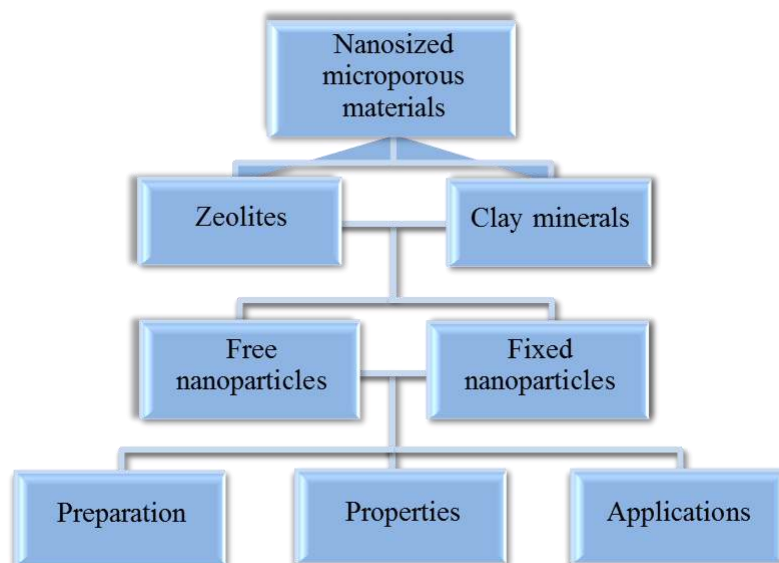 Nanosized
microporous
materials
Zeolites
Clay minerals
Free
nanoparticles
Fixed
nanoparticles
Preparation
Properties
Applications